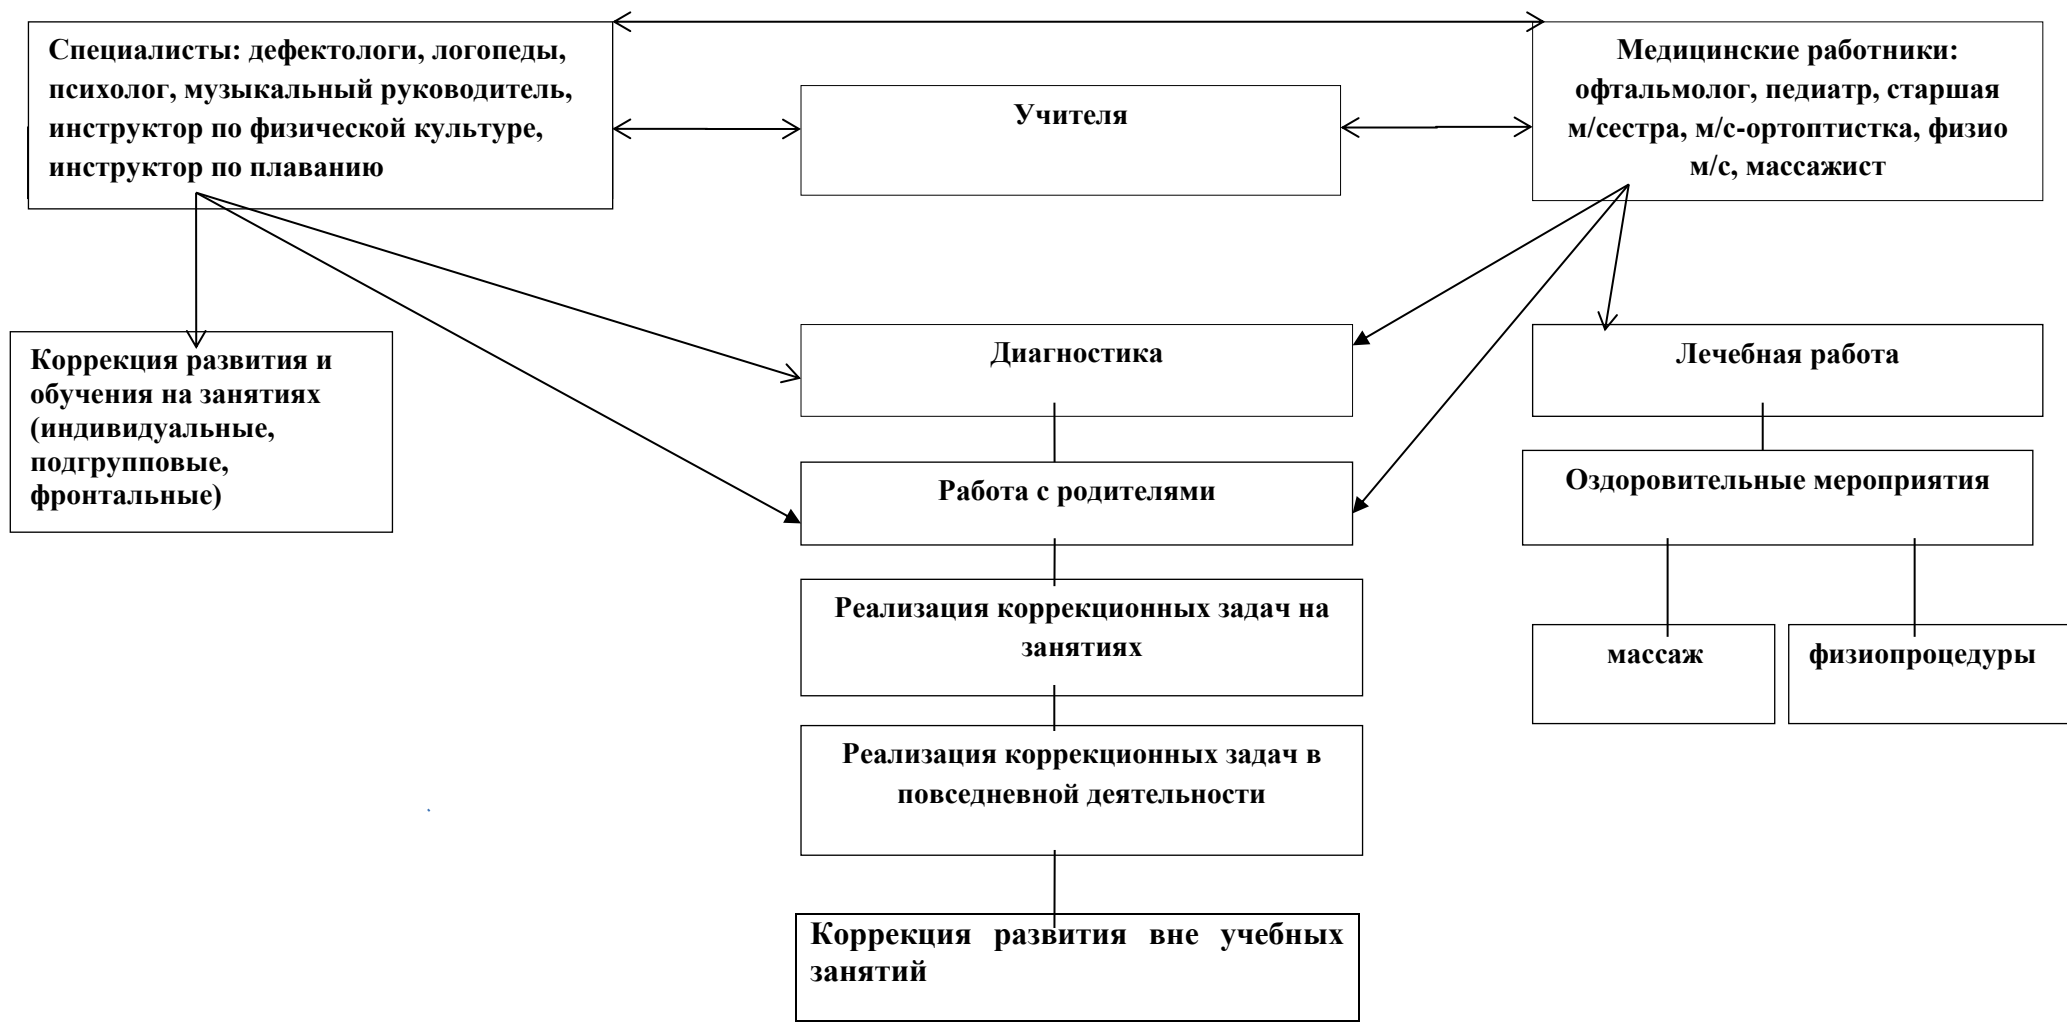 Специалисты: дефектологи, логопеды,
психолог, музыкальный руководитель,
инструктор по физической культуре,
инструктор по плаванию
Учителя
Медицинские работники:
офтальмолог, педиатр, старшая
м/сестра, м/с-ортоптистка, физио
м/с, массажист
Коррекция развития и
обучения на занятиях
(индивидуальные,
подгрупповые,
фронтальные)
Диагностика
Лечебная работа
Работа с родителями
Оздоровительные мероприятия
Реализация коррекционных задач на
занятиях
массаж
физиопроцедуры
Реализация коррекционных задач в
повседневной деятельности
Коррекция развития вне учебных
занятий